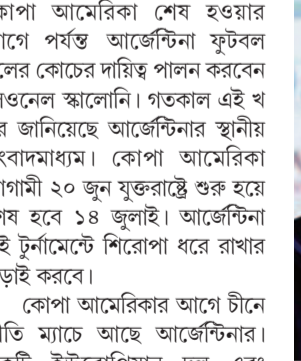 কোপা আমেরিকা শেষ হওয়ার
আগে পর্যন্ত আর্জেন্টিনা ফুটবল
দলের কোচের দায়িত্ব পালন করবেন
লিওনেল স্কালোনি। গতকাল এই খ
র জানিয়েছে আর্জেন্টিনার স্থানীয়
সংবাদমাধ্যম। কোপা আমেরিকা
আগামী ২০ জুন যুক্তরাষ্ট্রে শুরু হয়ে
শেষ হবে ১৪ জুলাই। আর্জেন্টিনা
এই টুর্নামেন্টে শিরোপা ধরে রাখার
লড়াই করবে।
কোপা আমেরিকার আগে চীনে
প্রীতি ম্যাচে আছে আর্জেন্টিনার।